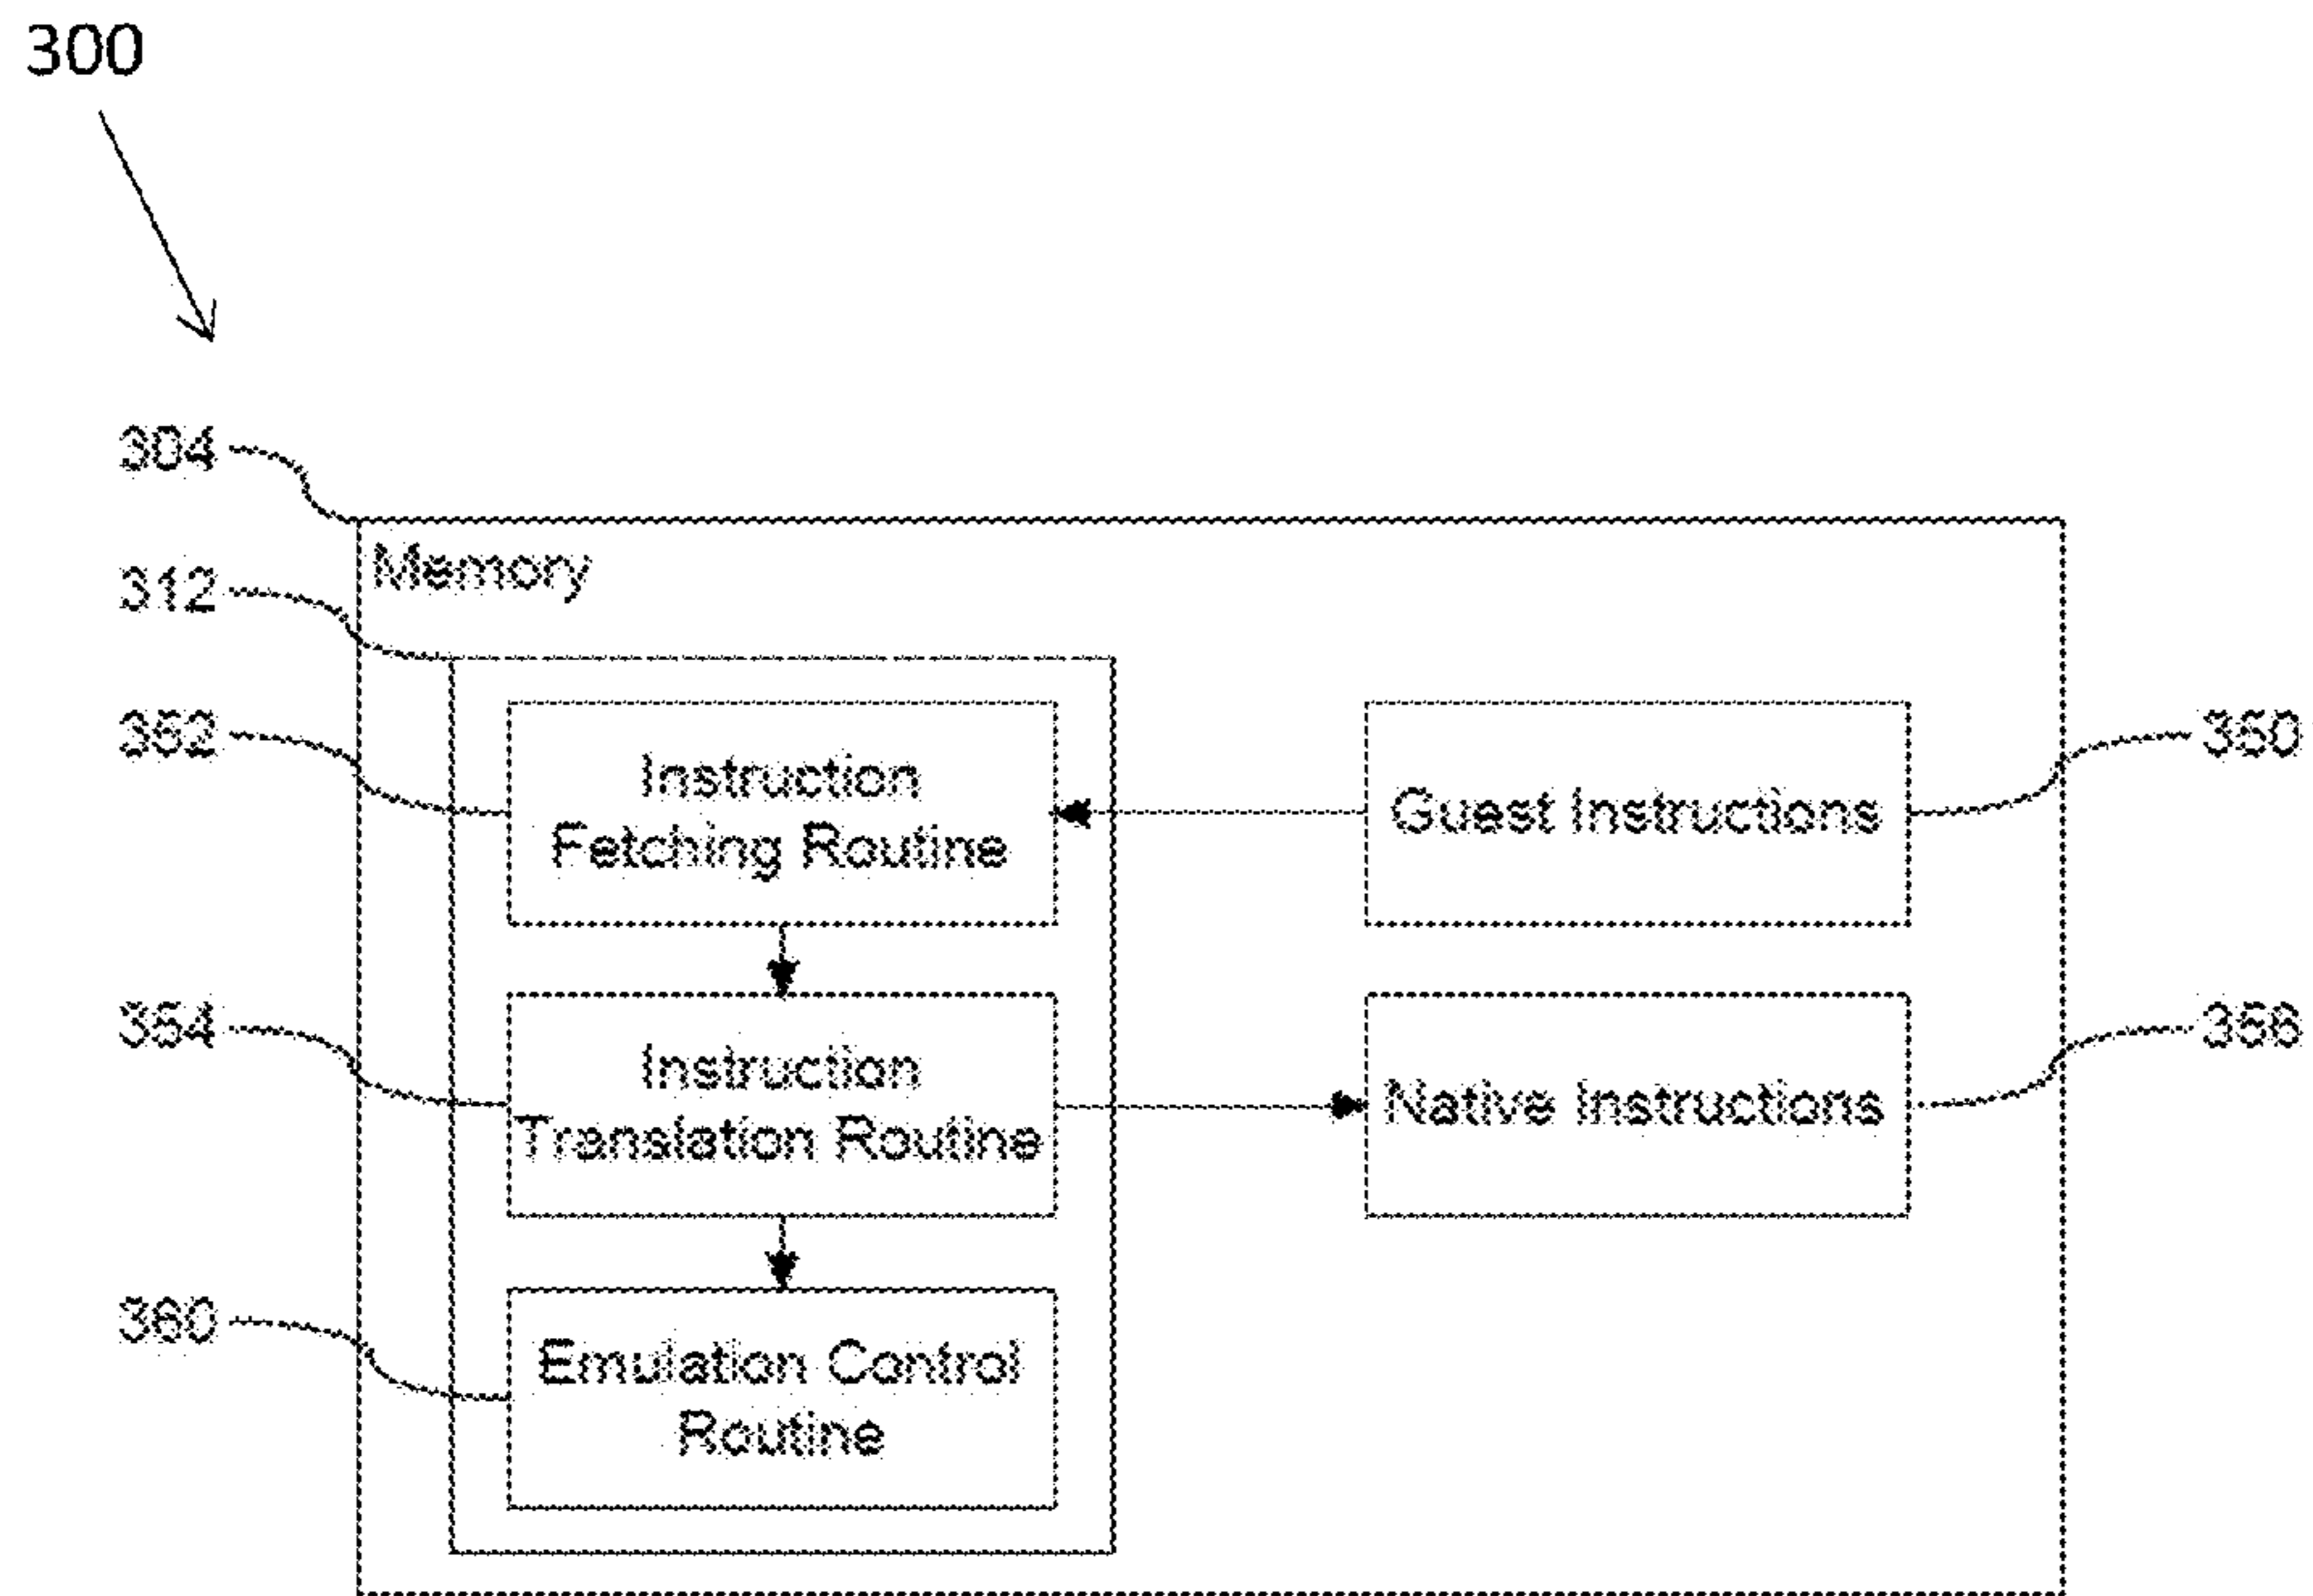 300
304
Memory
312
352
Instruction
Fetching Routine
Guest Instructions
350
354
Instruction
Translation Routine
Native Instructions
356
360
Emulation Control
Routine